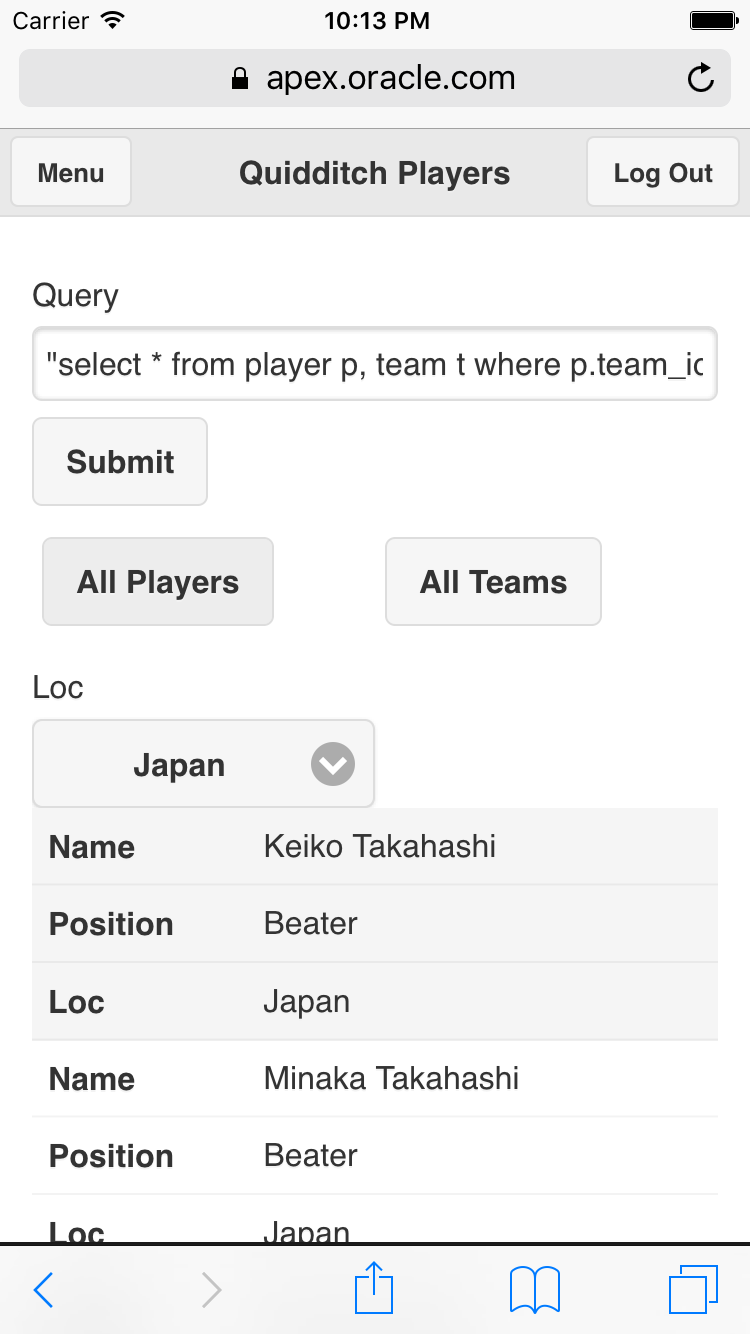 Carrier 10:13 PM
apex.oracle.com
Menu Quidditch Players Log Out
Query
"select * from player p, team t where p.team_ic
Submit
All Players All Teams
Loc
Japan
Name Keiko Takahashi
Position Beater
Loc Japan
Name Minaka Takahashi
Position Beater
Loc Japan